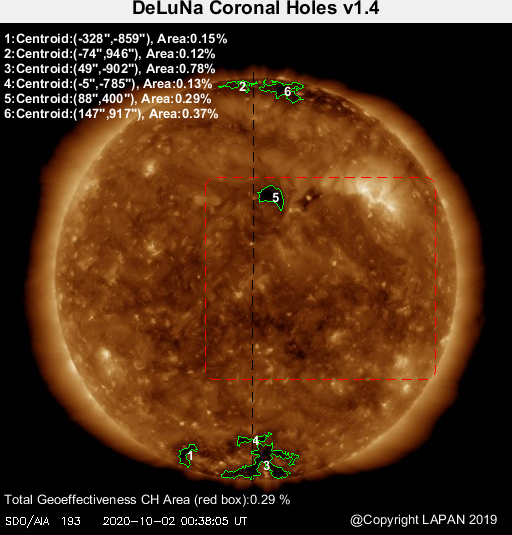 DeLuNa Coronal Holes v1.4
1:Centroid:(-328",-859"), Area:0.15%
2:Centroid:(-74",946"), Area:0.12%
3:Centroid:(49",-902"), Area:0.78%
4:Centroid:(-5",-785"), Area:0.13%
5:Centroid:(88",400"), Area:0.29%
6:Centroid:(147",917"), Area:0.37%
2
6
5
4
1
3
Total Geoeffectiveness CH Area (red box):0.29 %
SDO/AIA 193 2020-10-02 00:38:05 UT
@Copyright LAPAN 2019